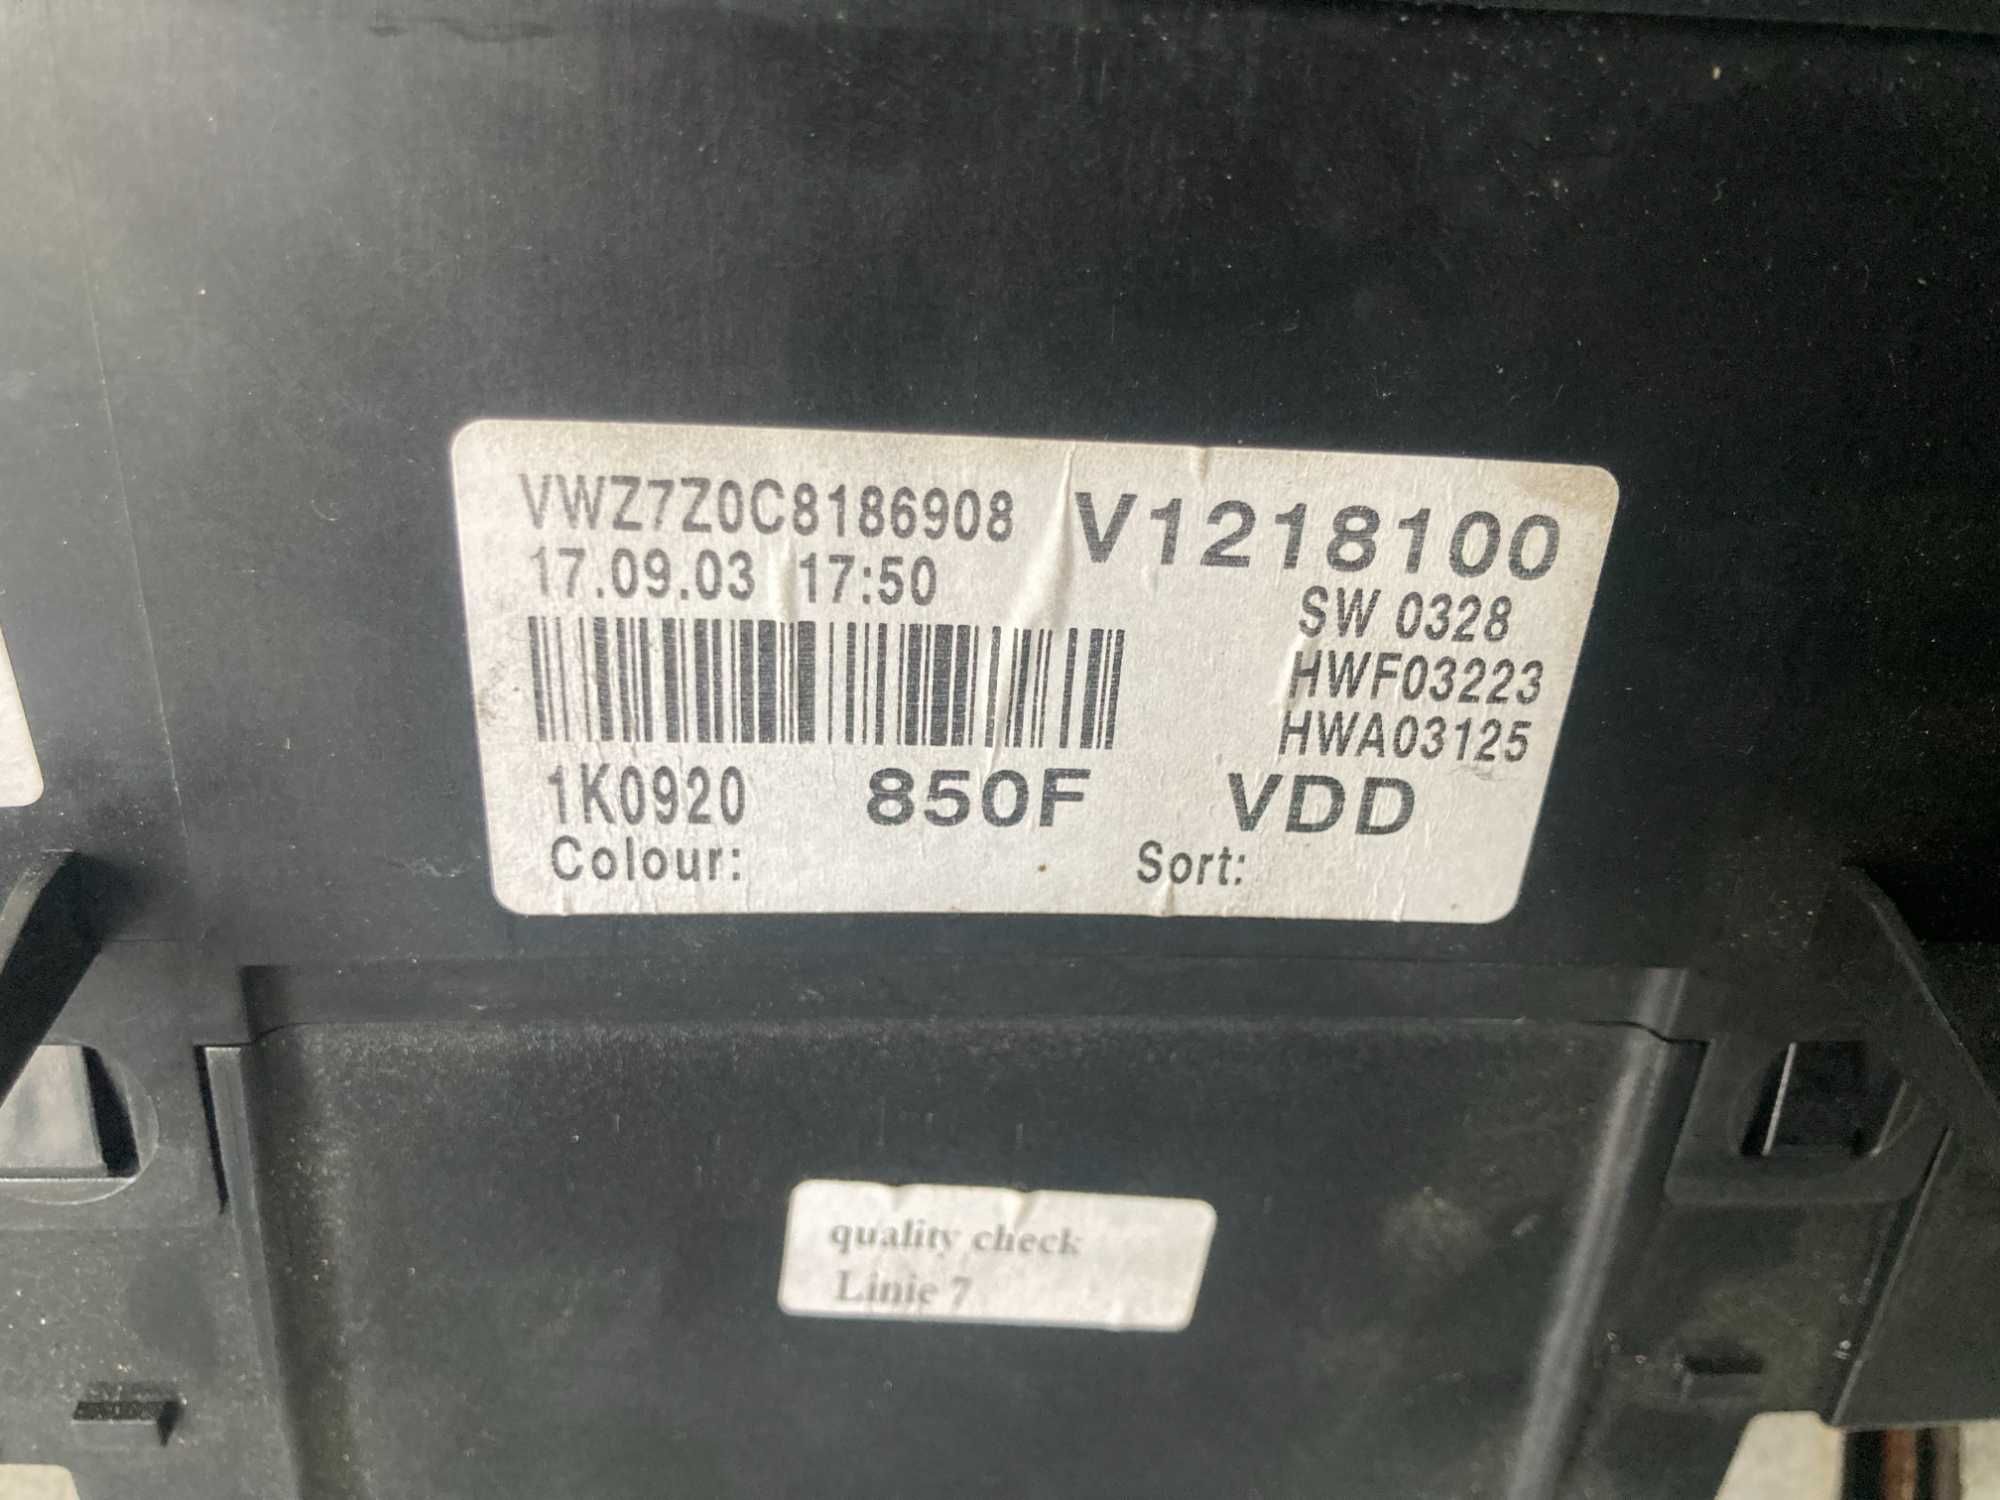 VWZ7Z0C8186908 V1218100
17.09.03 17:50
SW 0328
HWF03223
HWA03125
1K0920 850F VDD
Colour: Sort:
quality check
Linie 7